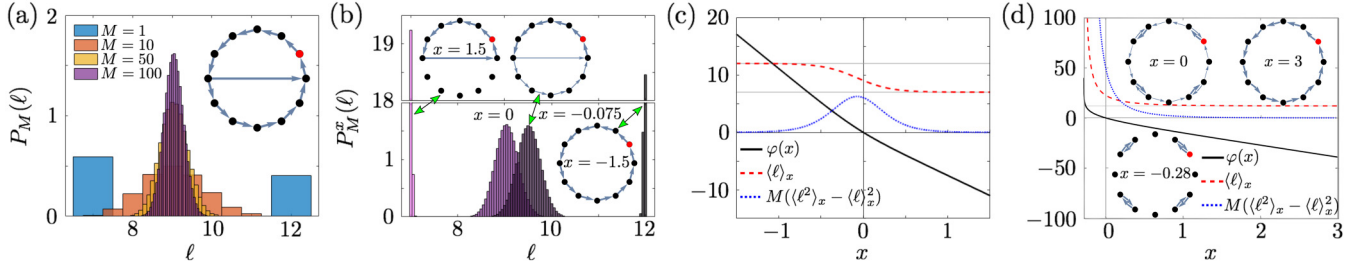 (a)
2
1
0
P_M(ℓ)
M = 1
M = 10
M = 50
M = 100
8
10
12
ℓ
(b)
19
18
1
0
P^x_M(ℓ)
x = 1.5
x = 0
x = −0.075
x = −1.5
8
10
12
ℓ
(c)
20
10
0
−10
φ(x)
⟨ℓ⟩_x
M(⟨ℓ²⟩_x − ⟨ℓ⟩²_x)
−1
0
1
x
(d)
100
50
0
−50
−100
x = 0
x = 3
x = −0.28
φ(x)
⟨ℓ⟩_x
M(⟨ℓ²⟩_x − ⟨ℓ⟩²_x)
0
1
2
3
x